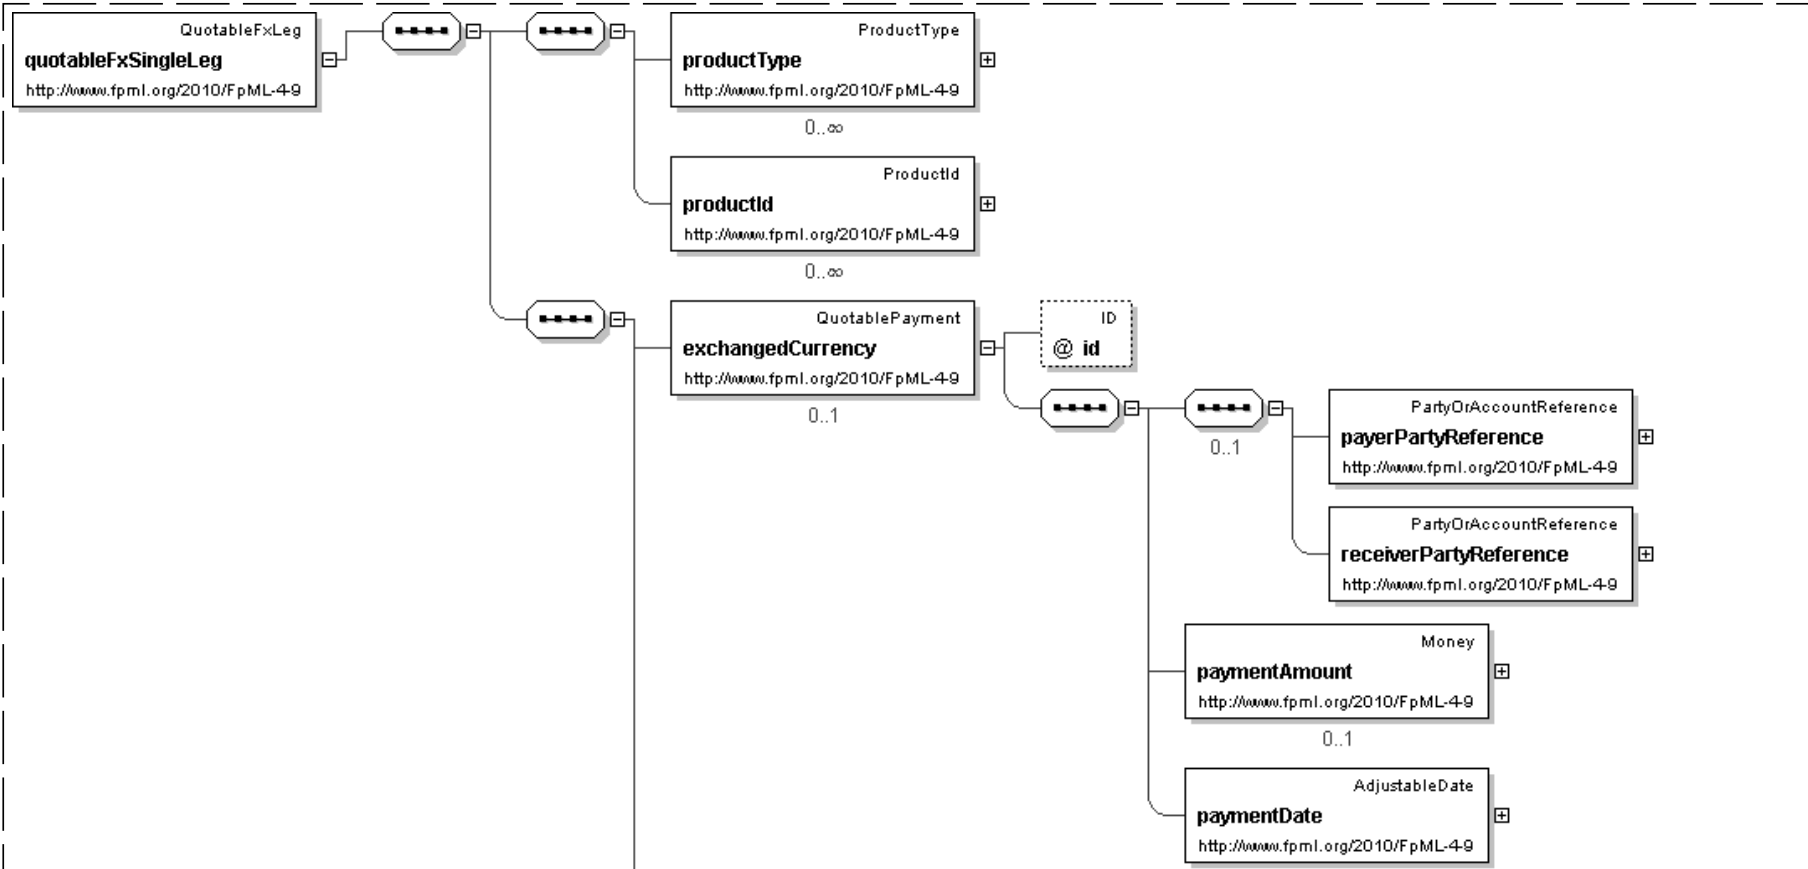 QuotableFxLeg
quotableFxSingleLeg
http://www.fpml.org/2010/FpML-4-9
ProductType
productType
http://www.fpml.org/2010/FpML-4-9
0..∞
ProductId
productId
http://www.fpml.org/2010/FpML-4-9
0..∞
QuotablePayment
exchangedCurrency
http://www.fpml.org/2010/FpML-4-9
0..1
ID
@ id
0..1
PartyOrAccountReference
payerPartyReference
http://www.fpml.org/2010/FpML-4-9
PartyOrAccountReference
receiverPartyReference
http://www.fpml.org/2010/FpML-4-9
Money
paymentAmount
http://www.fpml.org/2010/FpML-4-9
0..1
AdjustableDate
paymentDate
http://www.fpml.org/2010/FpML-4-9